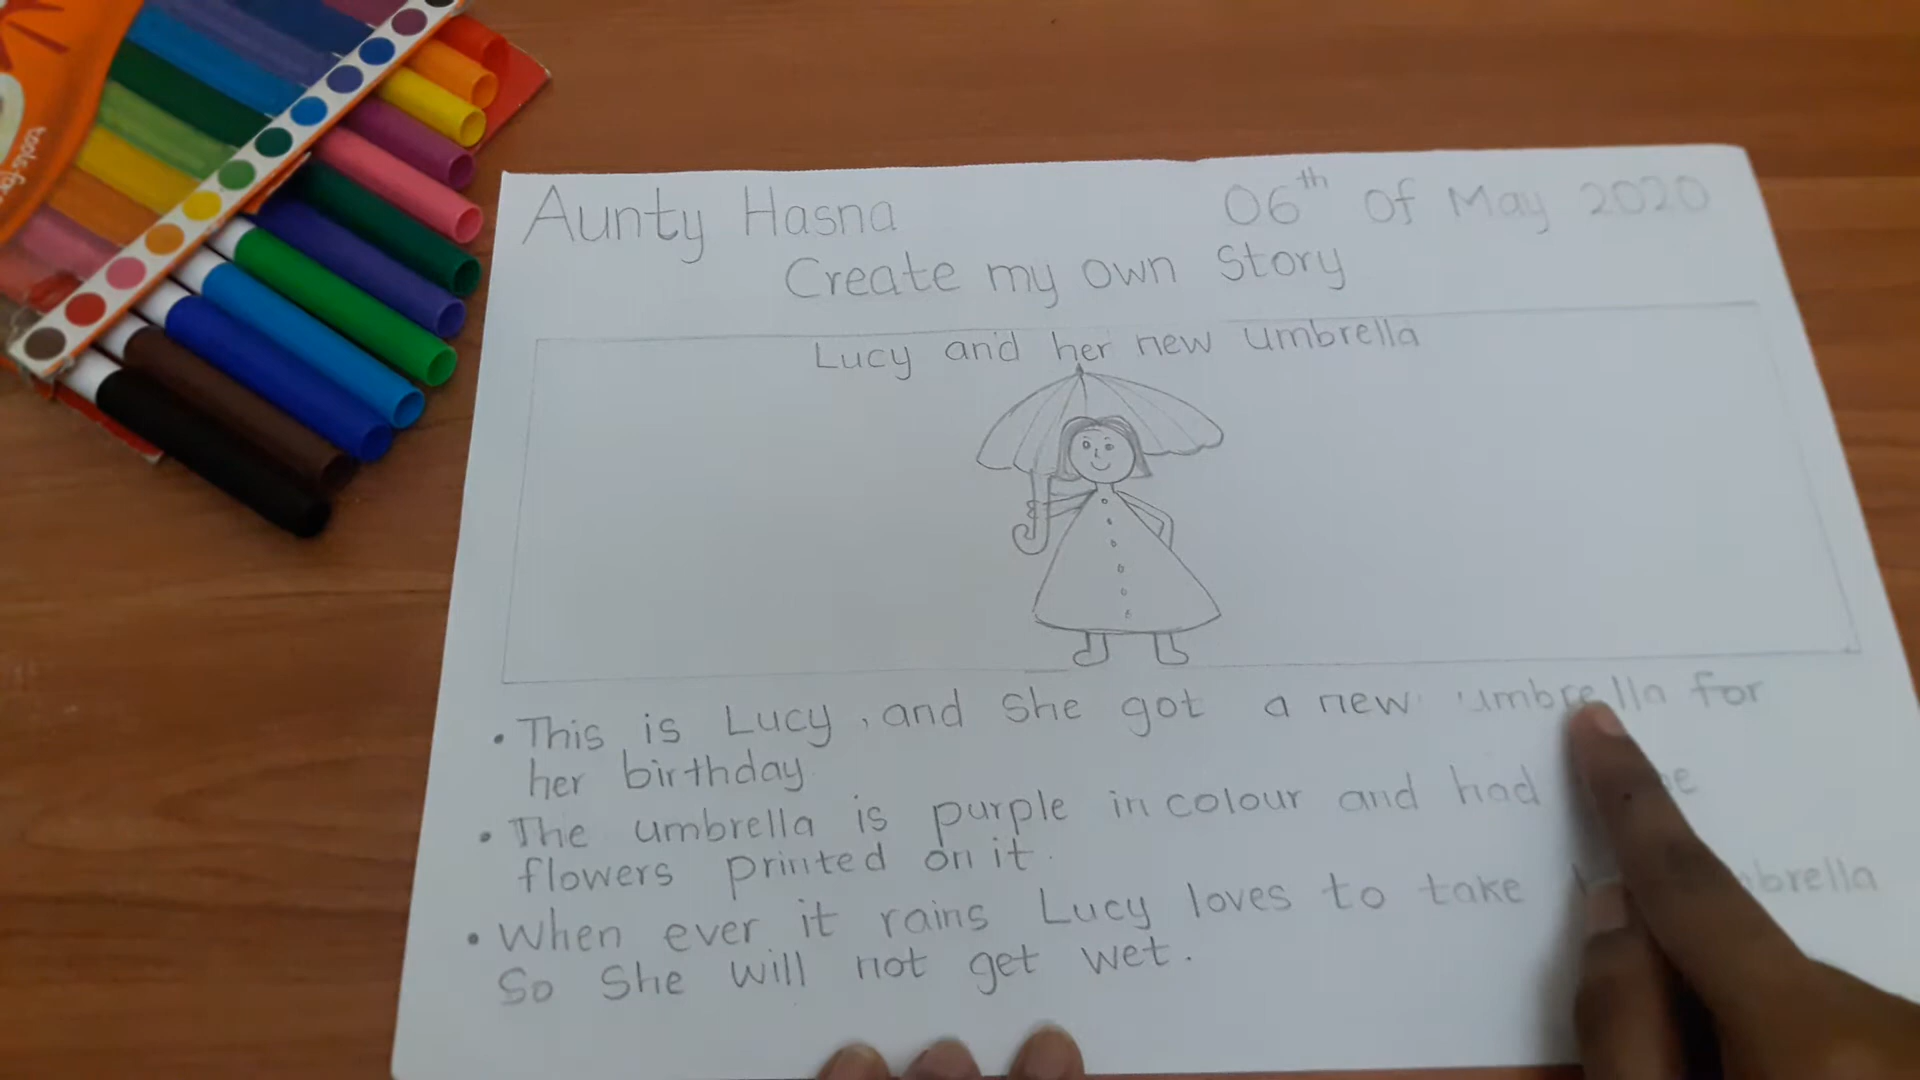 Aunty Hasna 06th of May 2020
Create my own Story
Lucy and her new umbrella
• This is Lucy, and She got a new umbrella for
her birthday.
• The umbrella is purple in colour and had
flowers printed on it.
• When ever it rains Lucy loves to take
So She will not get wet.
tools for